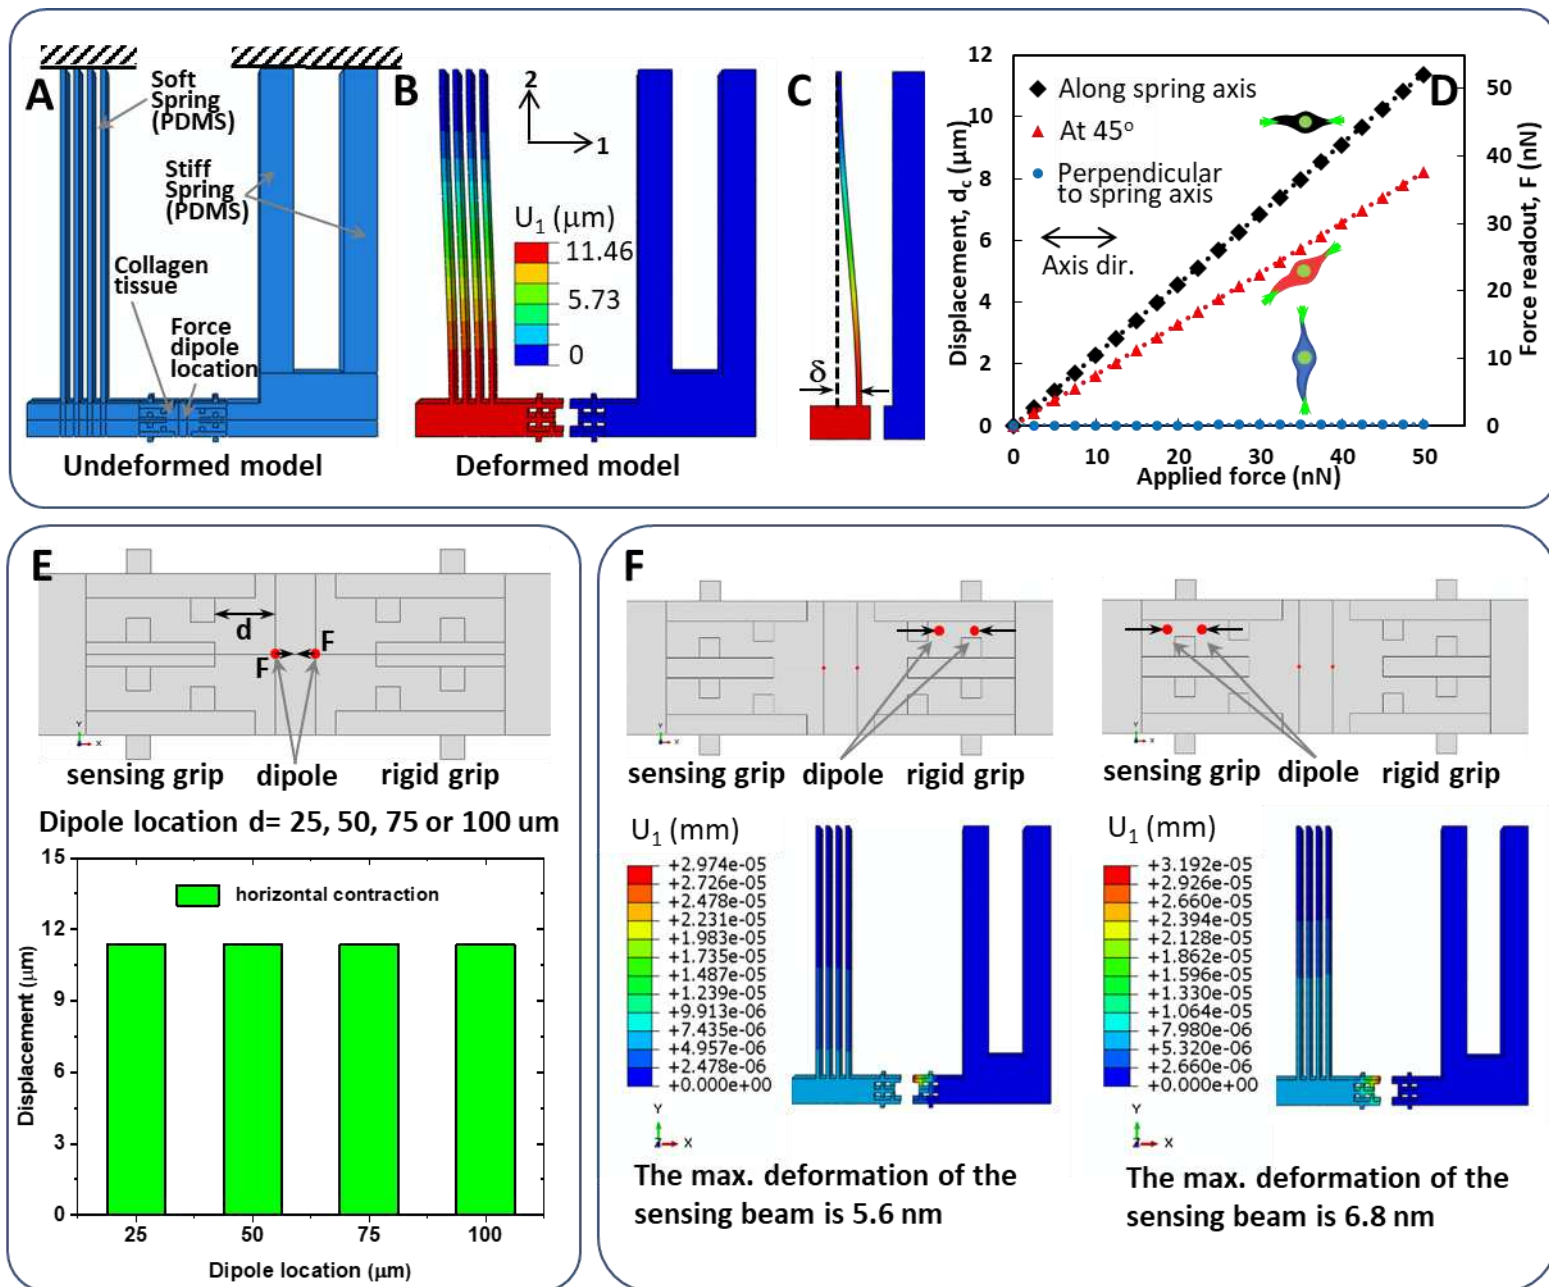 A
Soft
Spring
(PDMS)
Stiff
Spring
(PDMS)
Collagen
tissue
Force
dipole
location
Undeformed model
B
2
1
U1 (μm)
11.46
5.73
0
Deformed model
C
δ
D
12
10
8
6
4
2
0
Displacement, dc (μm)
Along spring axis
At 45o
Perpendicular
to spring axis
Axis dir.
50
40
30
20
10
0
Force readout, F (nN)
0
10
20
30
40
50
Applied force (nN)
E
d
F
F
Y
X
sensing grip
dipole
rigid grip
Dipole location d= 25, 50, 75 or 100 um
15
12
9
6
3
0
Displacement (μm)
horizontal contraction
25
50
75
100
Dipole location (μm)
F
Y
X
sensing grip
dipole
rigid grip
Y
X
sensing grip
dipole
rigid grip
U1 (mm)
+2.974e-05
+2.726e-05
+2.478e-05
+2.231e-05
+1.983e-05
+1.735e-05
+1.487e-05
+1.239e-05
+9.913e-06
+7.435e-06
+4.957e-06
+2.478e-06
+0.000e+00
Y
Z
X
The max. deformation of the
sensing beam is 5.6 nm
U1 (mm)
+3.192e-05
+2.926e-05
+2.660e-05
+2.394e-05
+2.128e-05
+1.862e-05
+1.596e-05
+1.330e-05
+1.064e-05
+7.980e-06
+5.320e-06
+2.660e-06
+0.000e+00
Y
Z
X
The max. deformation of the
sensing beam is 6.8 nm